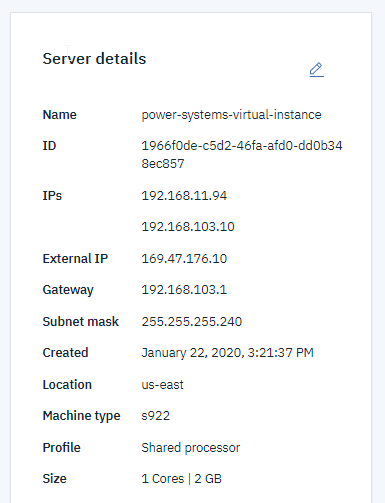 Server details
Name power-systems-virtual-instance
ID 1966f0de-c5d2-46fa-afd0-dd0b34
8ec857
IPs 192.168.11.94
192.168.103.10
External IP 169.47.176.10
Gateway 192.168.103.1
Subnet mask 255.255.255.240
Created January 22, 2020, 3:21:37 PM
Location us-east
Machine type s922
Profile Shared processor
Size 1 Cores | 2 GB